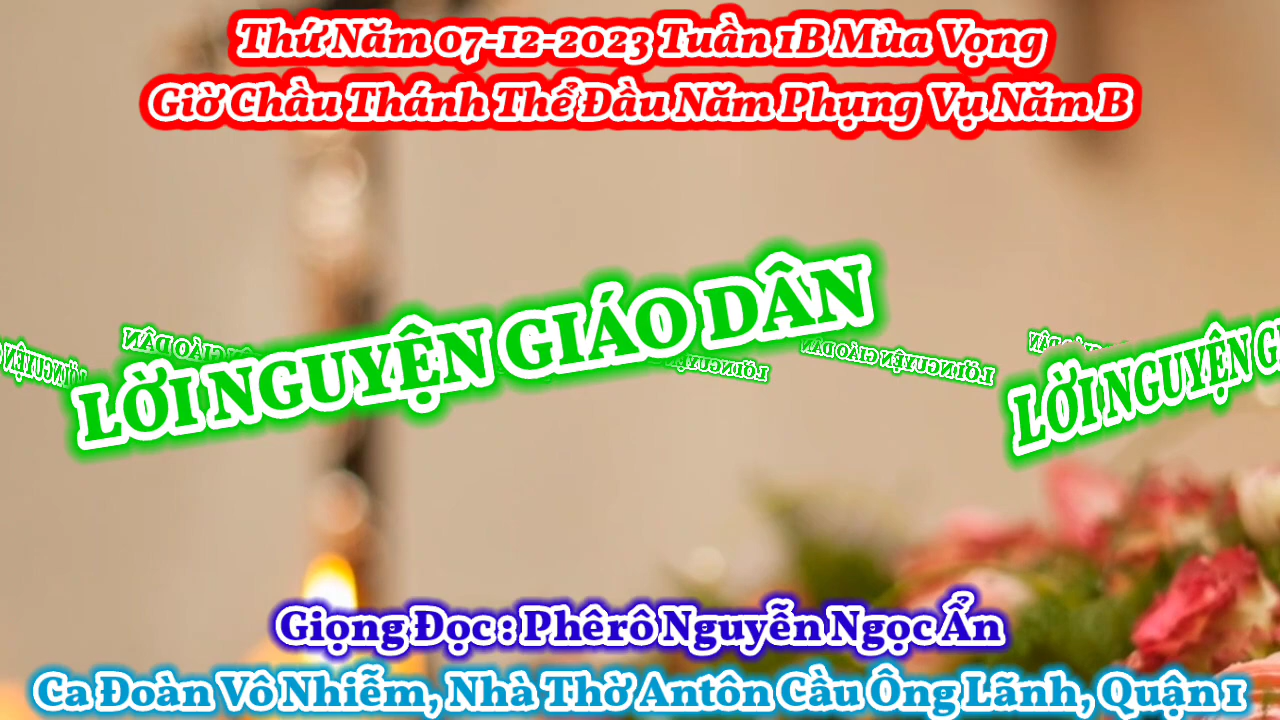 Thứ Năm 07-12-2023 Tuần 1B Mùa Vọng
Giờ Chầu Thánh Thể Đầu Năm Phụng Vụ Năm B
LỜI NGUYỆN GIÁO DÂN
LỜI NGUYỆN
Giọng Đọc : Phêrô Nguyễn Ngọc Ẩn
Ca Đoàn Vô Nhiễm, Nhà Thờ Antôn Cầu Ông Lãnh, Quận 1